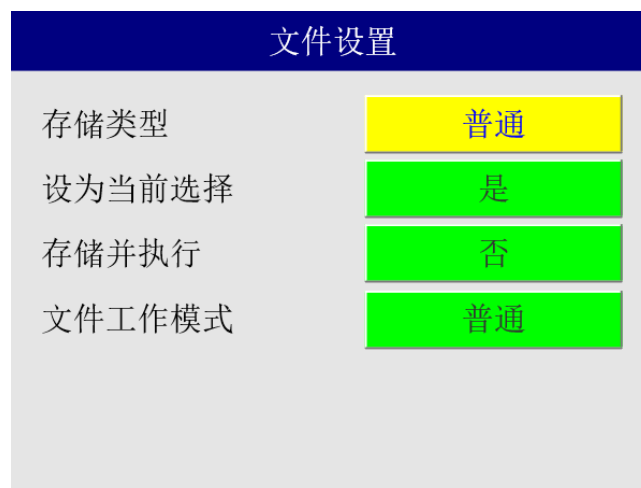 文件设置
存储类型 普通
设为当前选择 是
存储并执行 否
文件工作模式 普通